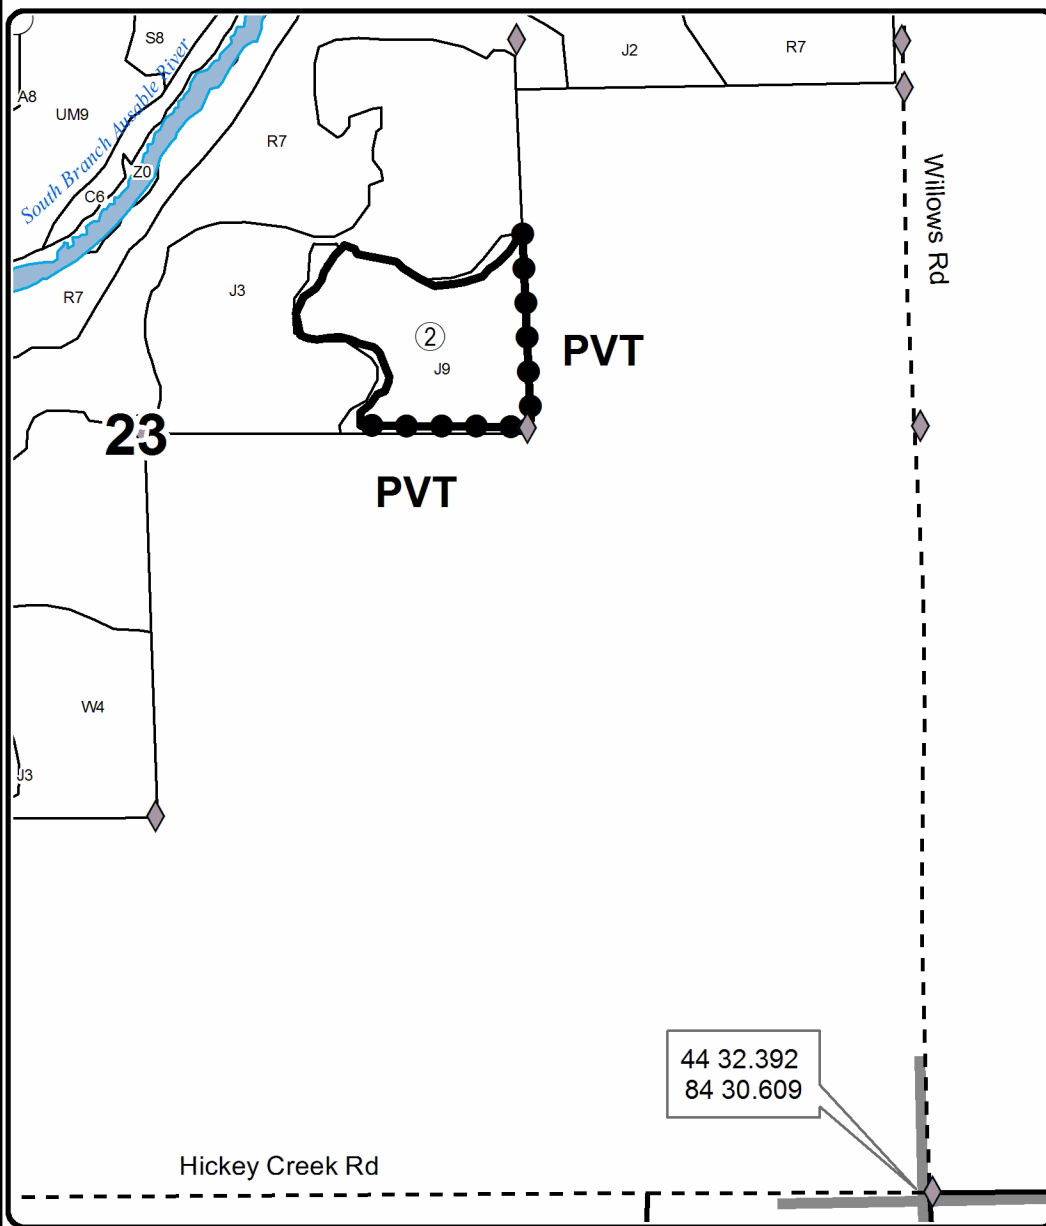 S8
J2
R7
A8
UM9
South Branch Ausable River
R7
Z0
C6
Willows Rd
R7
J3
2
PVT
J9
23
PVT
W4
J3
44 32.392
84 30.609
Hickey Creek Rd